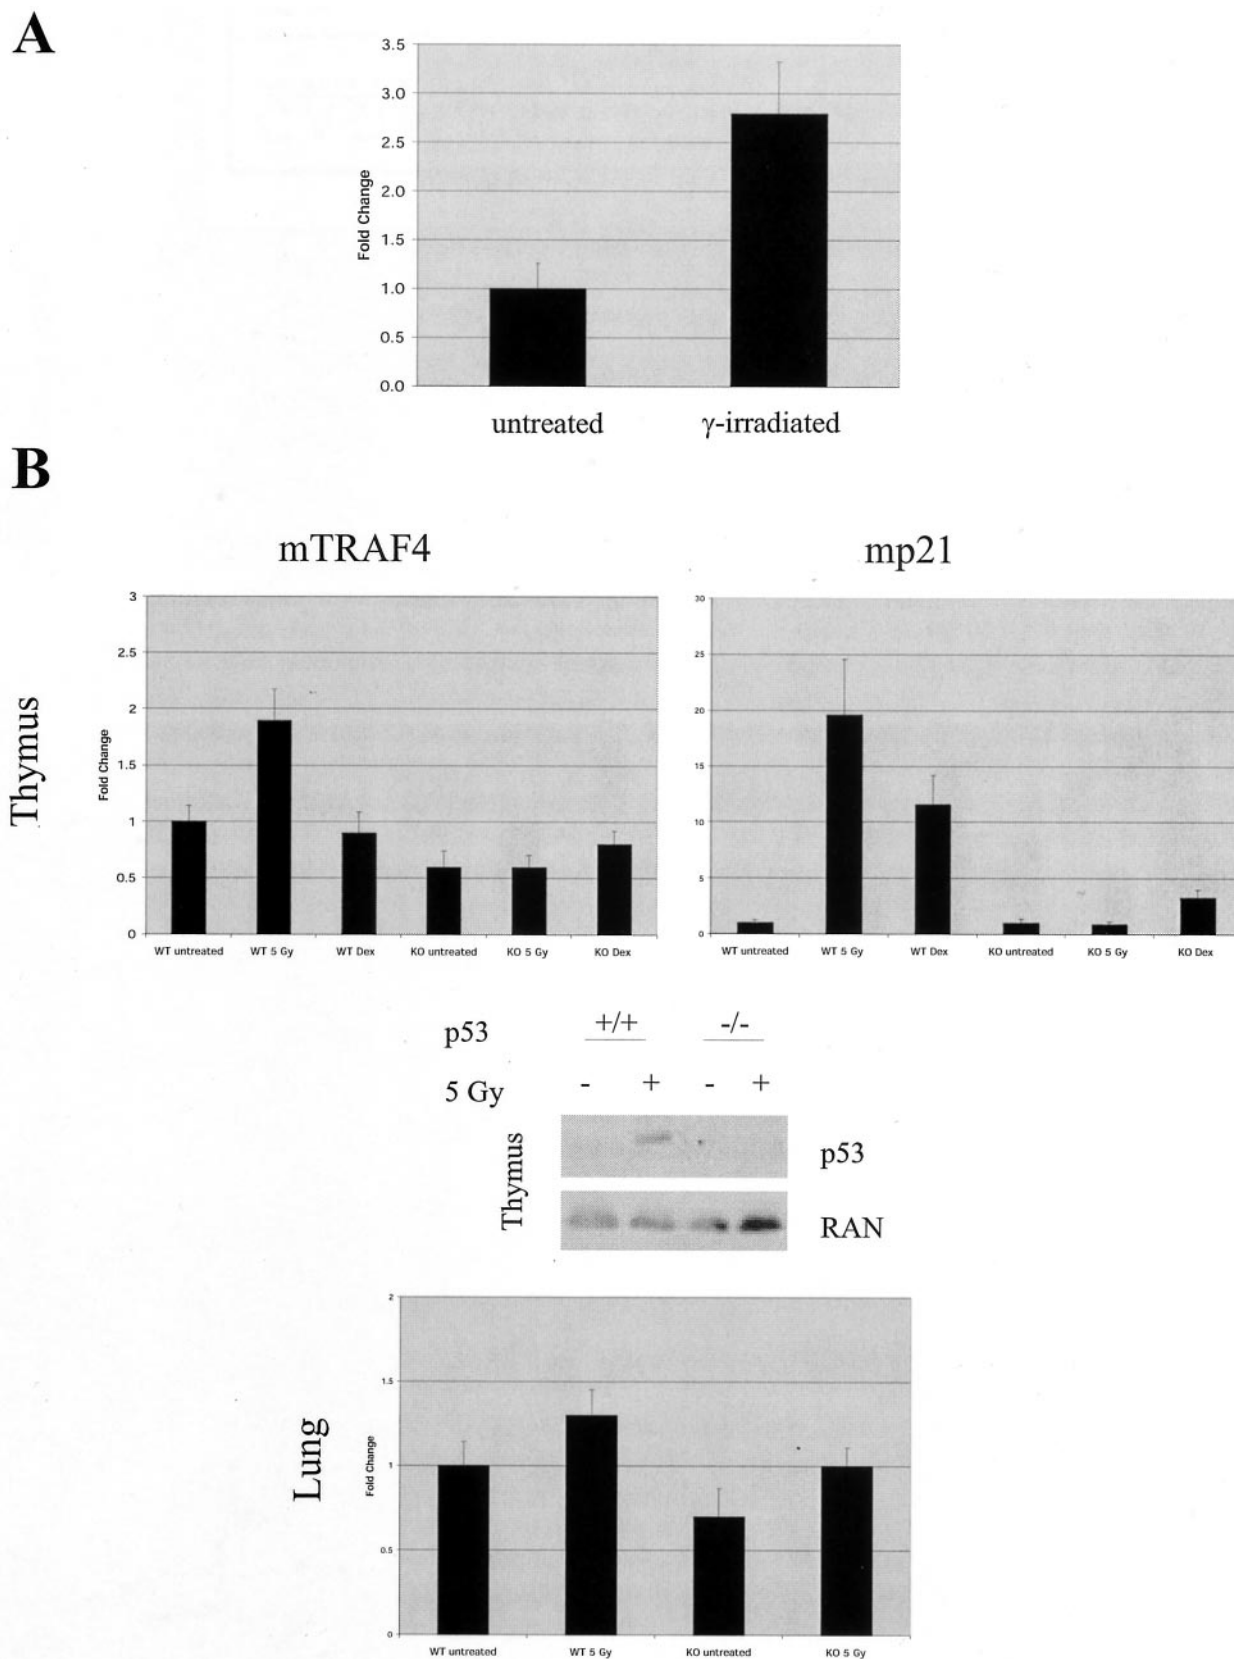 A
3.5
3.0
2.5
2.0
1.5
1.0
0.5
0.0
Fold Change
untreated γ-irradiated
B
mTRAF4 mp21
Thymus
3
2.5
2
1.5
1
0.5
0
Fold Change
WT untreated WT 5 Gy WT Dex KO untreated KO 5 Gy KO Dex
30
25
20
15
10
5
0
WT untreated WT 5 Gy WT Dex KO untreated KO 5 Gy KO Dex
p53 +/+ -/-
5 Gy - + - +
Thymus
p53
RAN
Lung
2
1.5
1
0.5
0
Fold Change
WT untreated WT 5 Gy KO untreated KO 5 Gy